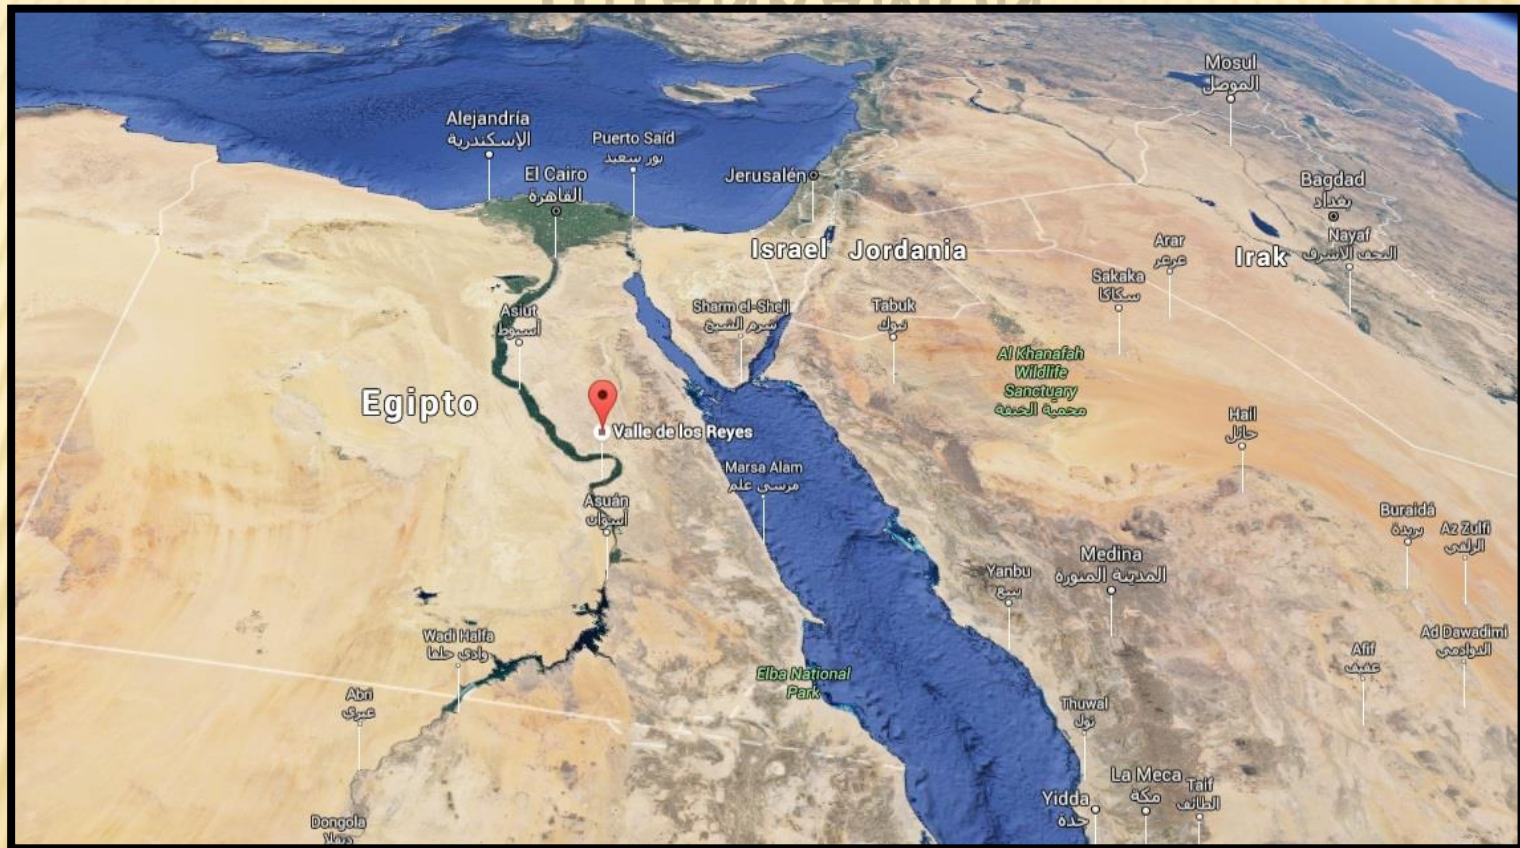 Mosul
الموصل
Alejandría
الإسكندرية
Puerto Saíd
بور سعيد
El Cairo
القاهرة
Jerusalén
Bagdad
بغداد
Israel
Jordania
Arar
عرعر
Irak
Nayaf
النجف الأشرف
Sakaka
سكاكا
Asiut
أسيوط
Sharm el-Sheij
شرم الشيخ
Tabuk
تبوك
Al Khanafah
Wildlife
Sanctuary
محمية الخنفة
Egipto
Valle de los Reyes
Hail
حائل
Marsa Alam
مرسى علم
Asuán
أسوان
Buraidá
بريدة
Az Zulfi
الزلفي
Medina
المدينة المنورة
Yanbu
ينبع
Wadi Halfa
وادي حلفا
Ad Dawadimi
الدوادمي
Afif
عفيف
Elba National
Park
Abri
عبري
Thuwal
ثول
La Meca
مكة
Taif
الطائف
Yidda
جدة
Dongola
دنقلا